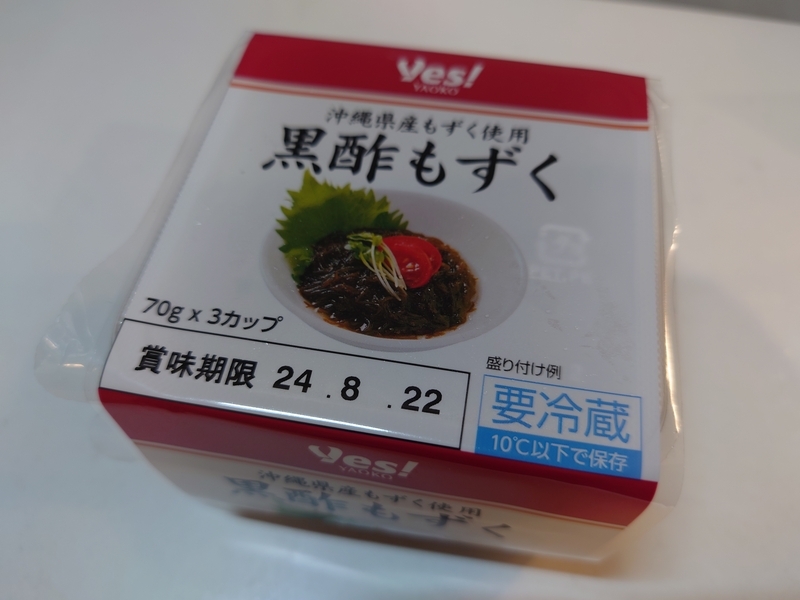 Yes!
YAOKO
沖縄県産もずく使用
黒酢もずく
70g x 3カップ
盛り付け例
賞味期限 24.8.22
要冷蔵
10℃以下で保存
Yes!
YAOKO
沖縄県産もずく使用
黒酢もずく